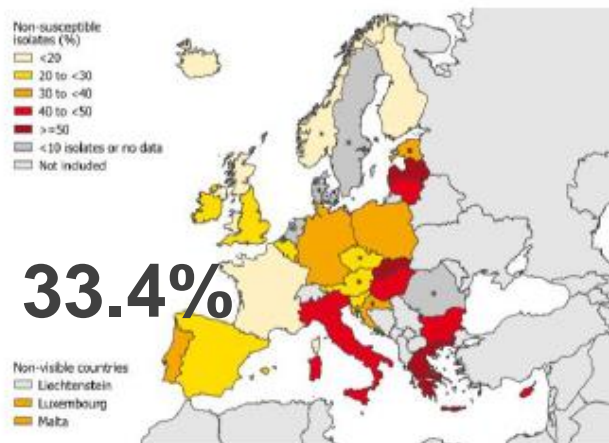 Non-susceptible
isolates (%)
<20
20 to <30
30 to <40
40 to <50
>=50
<10 isolates or no data
Not included
33.4%
Non-visible countries
Liechtenstein
Luxembourg
Malta